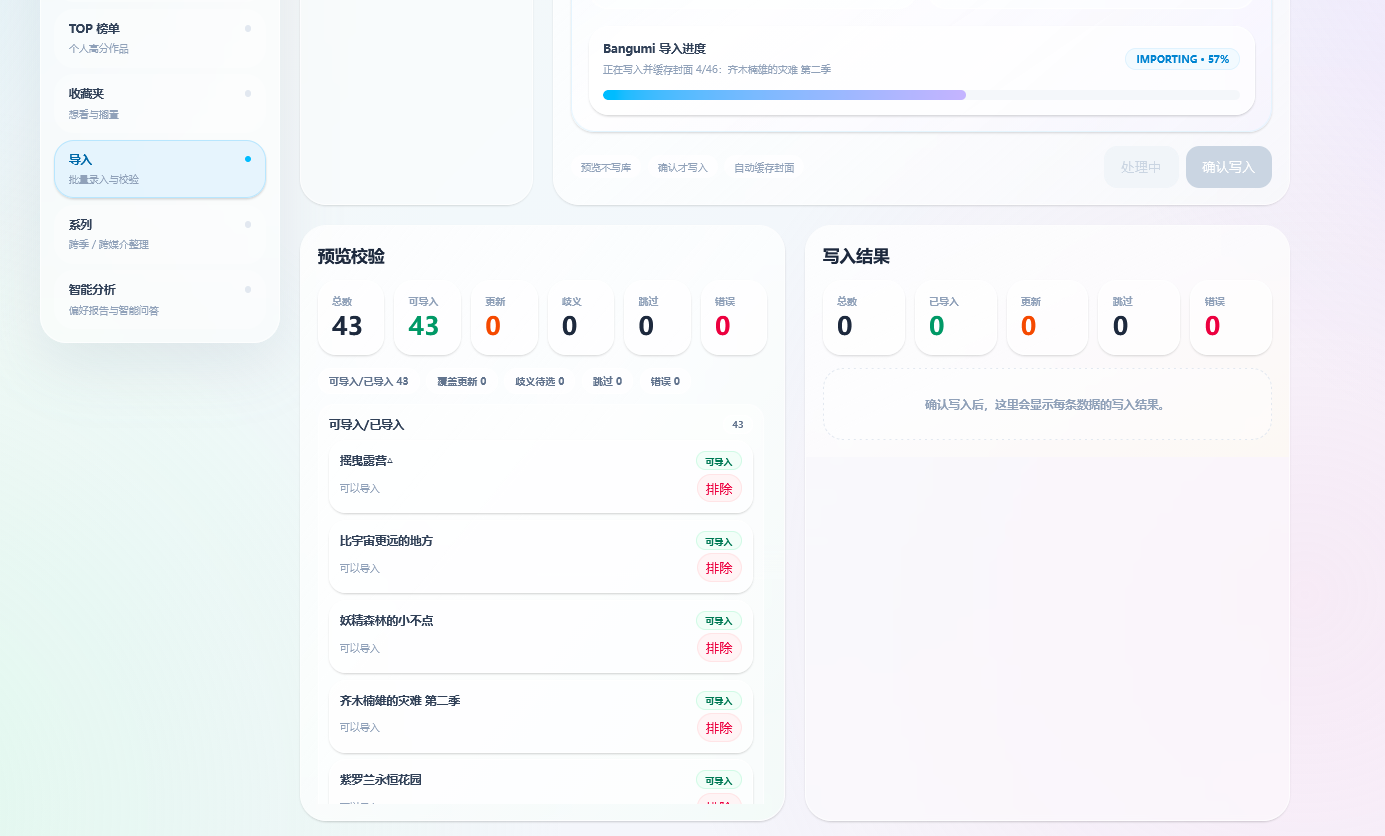 TOP 榜单
个人高分作品
收藏夹
想看与搁置
导入
批量录入与校验
系列
跨季 / 跨媒介整理
智能分析
偏好报告与智能问答
Bangumi 导入进度
正在写入并缓存封面 4/46：齐木楠雄的灾难 第二季
IMPORTING • 57%
预览不写库 确认才写入 自动缓存封面
处理中 确认写入
预览校验
总数 可导入 更新 歧义 跳过 错误
43 43 0 0 0 0
可导入/已导入 43 覆盖更新 0 歧义待选 0 跳过 0 错误 0
可导入/已导入 43
摇曳露营△ 可导入
可以导入 排除
比宇宙更远的地方 可导入
可以导入 排除
妖精森林的小不点 可导入
可以导入 排除
齐木楠雄的灾难 第二季 可导入
可以导入 排除
紫罗兰永恒花园 可导入
写入结果
总数 已导入 更新 跳过 错误
0 0 0 0 0
确认写入后，这里会显示每条数据的写入结果。